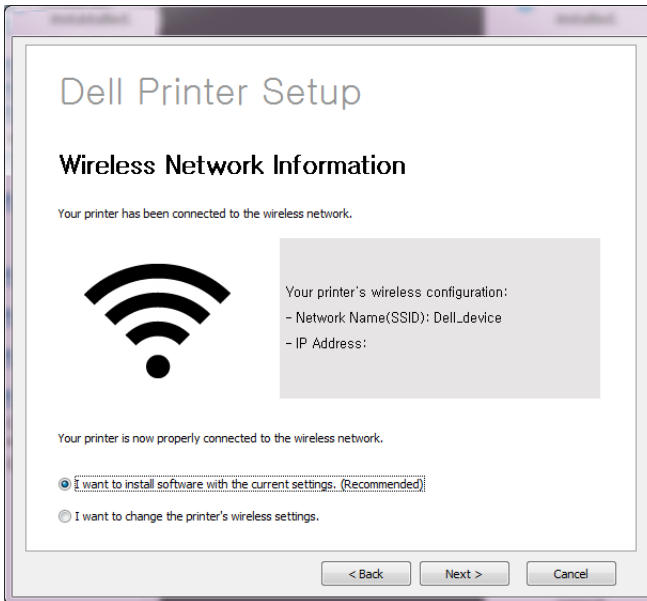 Dell Printer Setup
Wireless Network Information
Your printer has been connected to the wireless network.
Your printer's wireless configuration:
- Network Name(SSID): Dell_device
- IP Address:
Your printer is now properly connected to the wireless network.
I want to install software with the current settings. (Recommended)
I want to change the printer's wireless settings.
< Back Next > Cancel